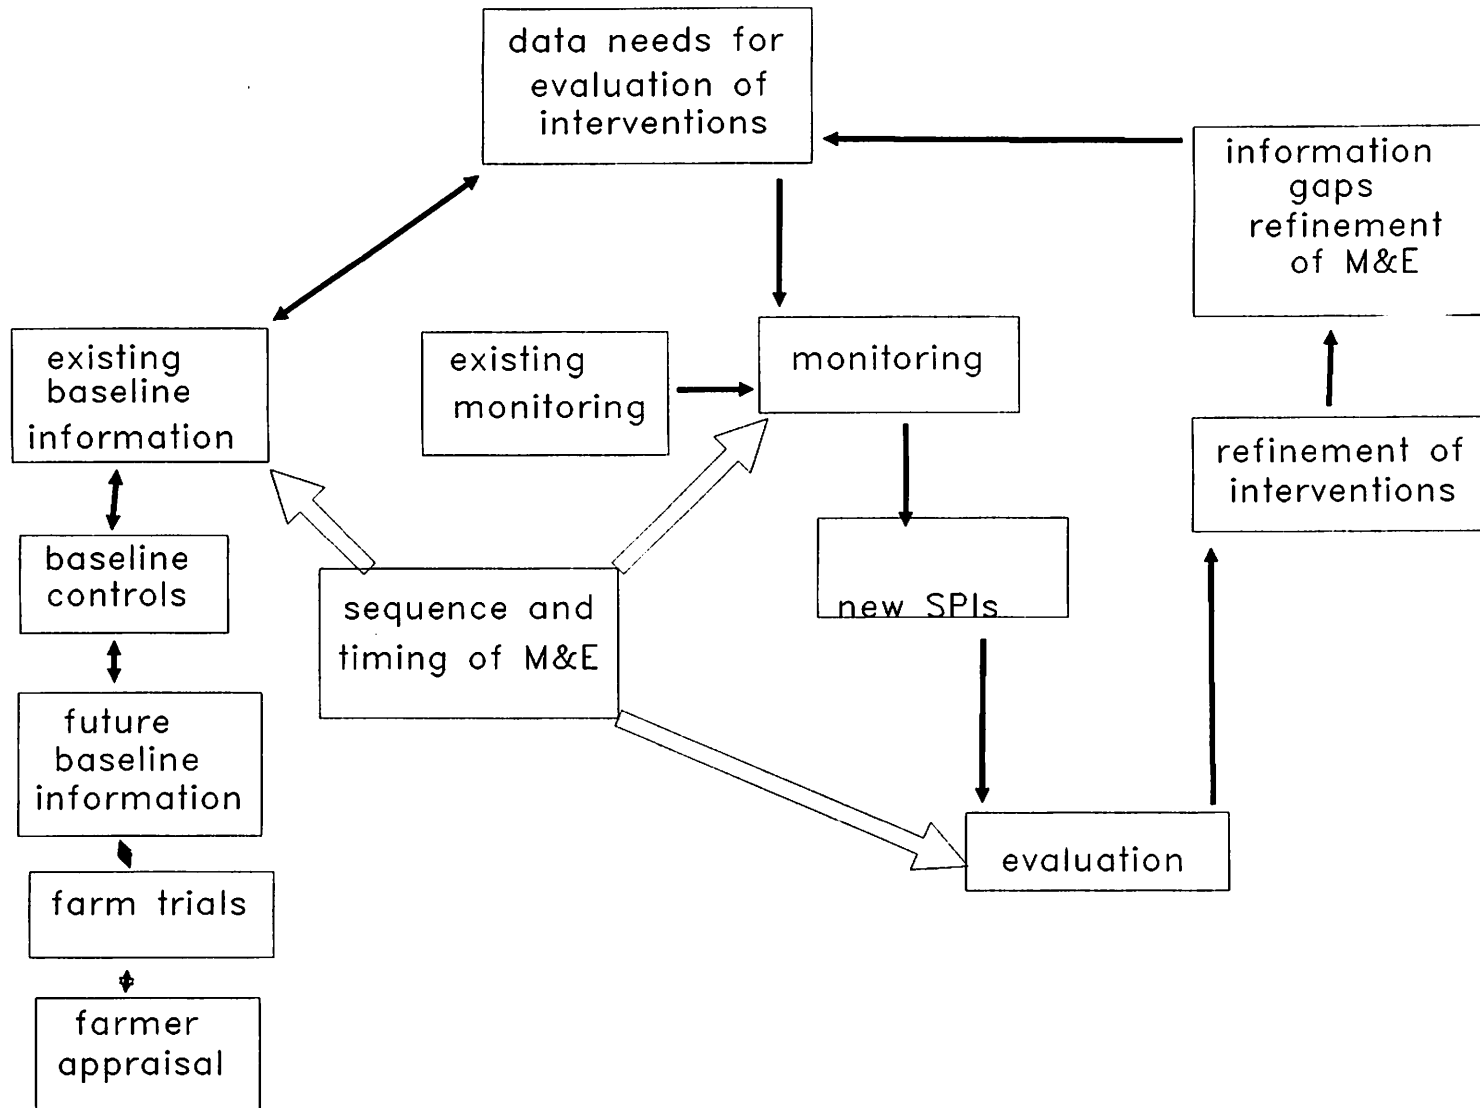 data needs for
evaluation of
interventions
information
gaps
refinement
of M&E
existing
baseline
information
existing
monitoring
monitoring
refinement of
interventions
baseline
controls
sequence and
timing of M&E
new SPIs
future
baseline
information
evaluation
farm trials
farmer
appraisal